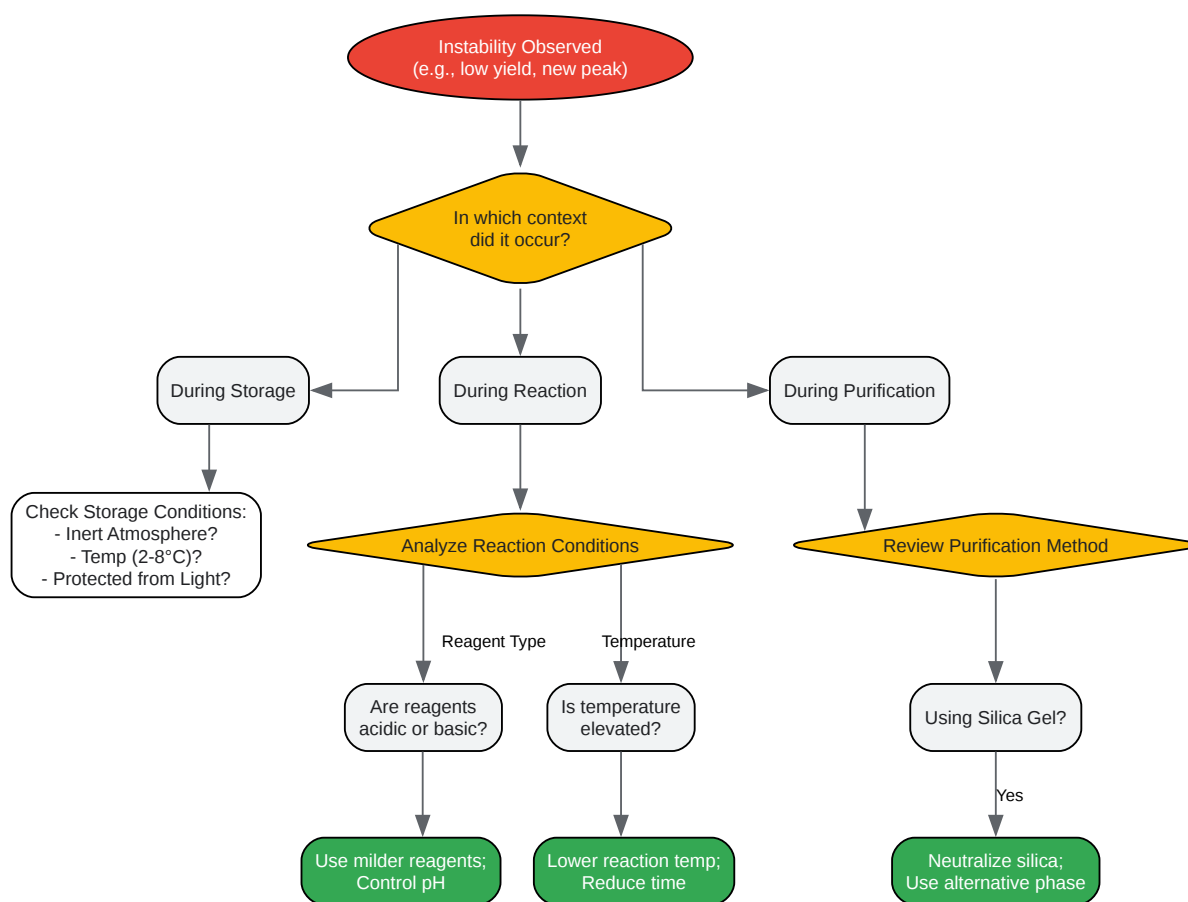 Instability Observed
(e.g., low yield, new peak)
In which context
did it occur?
During Storage
During Reaction
During Purification
Check Storage Conditions:
- Inert Atmosphere?
- Temp (2-8°C)?
- Protected from Light?
Analyze Reaction Conditions
Review Purification Method
Reagent Type
Temperature
Are reagents
acidic or basic?
Is temperature
elevated?
Using Silica Gel?
Yes
Use milder reagents;
Control pH
Lower reaction temp;
Reduce time
Neutralize silica;
Use alternative phase